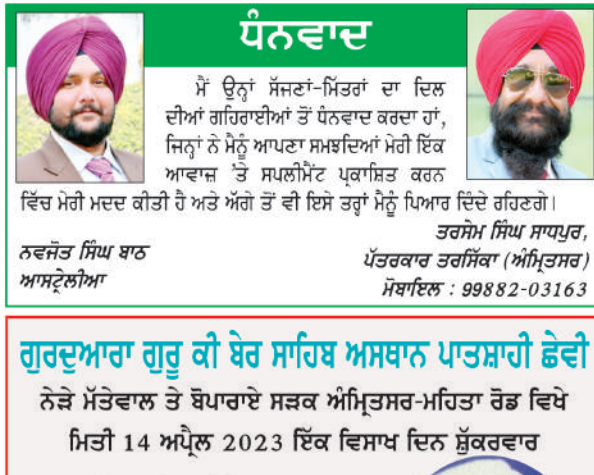 ਧੰਨਵਾਦ
ਮੈਂ ਉਨ੍ਹਾਂ ਸੱਜਣਾਂ-ਮਿੱਤਰਾਂ ਦਾ ਦਿਲ
ਦੀਆਂ ਗਹਿਰਾਈਆਂ ਤੋਂ ਧੰਨਵਾਦ ਕਰਦਾ ਹਾਂ,
ਜਿਨ੍ਹਾਂ ਨੇ ਮੈਨੂੰ ਆਪਣਾ ਸਮਝਦਿਆਂ ਮੇਰੀ ਇੱਕ
ਆਵਾਜ਼ 'ਤੇ ਸਪਲੀਮੈਂਟ ਪ੍ਰਕਾਸ਼ਿਤ ਕਰਨ
ਵਿੱਚ ਮੇਰੀ ਮਦਦ ਕੀਤੀ ਹੈ ਅਤੇ ਅੱਗੇ ਤੋਂ ਵੀ ਇਸੇ ਤਰ੍ਹਾਂ ਮੈਨੂੰ ਪਿਆਰ ਦਿੰਦੇ ਰਹਿਣਗੇ।
ਨਵਜੋਤ ਸਿੰਘ ਬਾਠ
ਆਸਟ੍ਰੇਲੀਆ
ਤਰਸੇਮ ਸਿੰਘ ਸਾਧਪੁਰ,
ਪੱਤਰਕਾਰ ਤਰਸਿੱਕਾ (ਅੰਮ੍ਰਿਤਸਰ)
ਮੋਬਾਇਲ : 99882-03163
ਗੁਰਦੁਆਰਾ ਗੁਰੂ ਕੀ ਬੇਰ ਸਾਹਿਬ ਅਸਥਾਨ ਪਾਤਸ਼ਾਹੀ ਛੇਵੀ
ਨੇੜੇ ਮੱਤੇਵਾਲ ਤੇ ਬੋਪਾਰਾਏ ਸੜਕ ਅੰਮ੍ਰਿਤਸਰ-ਮਹਿਤਾ ਰੋਡ ਵਿਖੇ
ਮਿਤੀ 14 ਅਪ੍ਰੈਲ 2023 ਇੱਕ ਵਿਸਾਖ ਦਿਨ ਸ਼ੁੱਕਰਵਾਰ